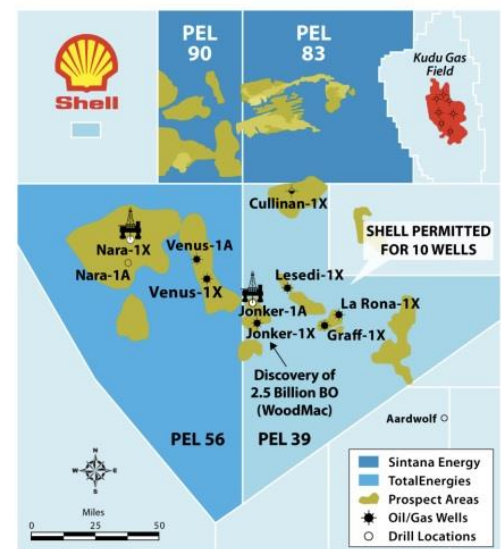 Shell
PEL
90
PEL
83
Kudu Gas
Field
Cullinan-1X
SHELL PERMITTED
FOR 10 WELLS
Nara-1X
Nara-1A
Venus-1A
Venus-1X
Lesedi-1X
Jonker-1A
Jonker-1X
La Rona-1X
Graff-1X
Discovery of
2.5 Billion BO
(WoodMac)
PEL 56
PEL 39
Aardwolf
N
W E
S
Miles
0 25 50
Sintana Energy
TotalEnergies
Prospect Areas
Oil/Gas Wells
Drill Locations